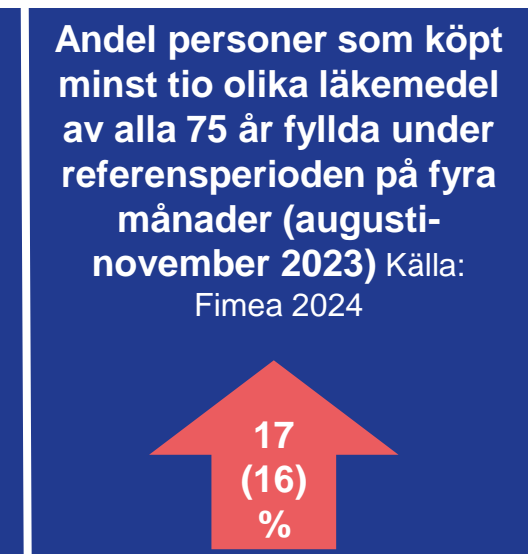 Andel personer som köpt
minst tio olika läkemedel
av alla 75 år fyllda under
referensperioden på fyra
månader (augusti-
november 2023) Källa:
Fimea 2024
17
(16)
%